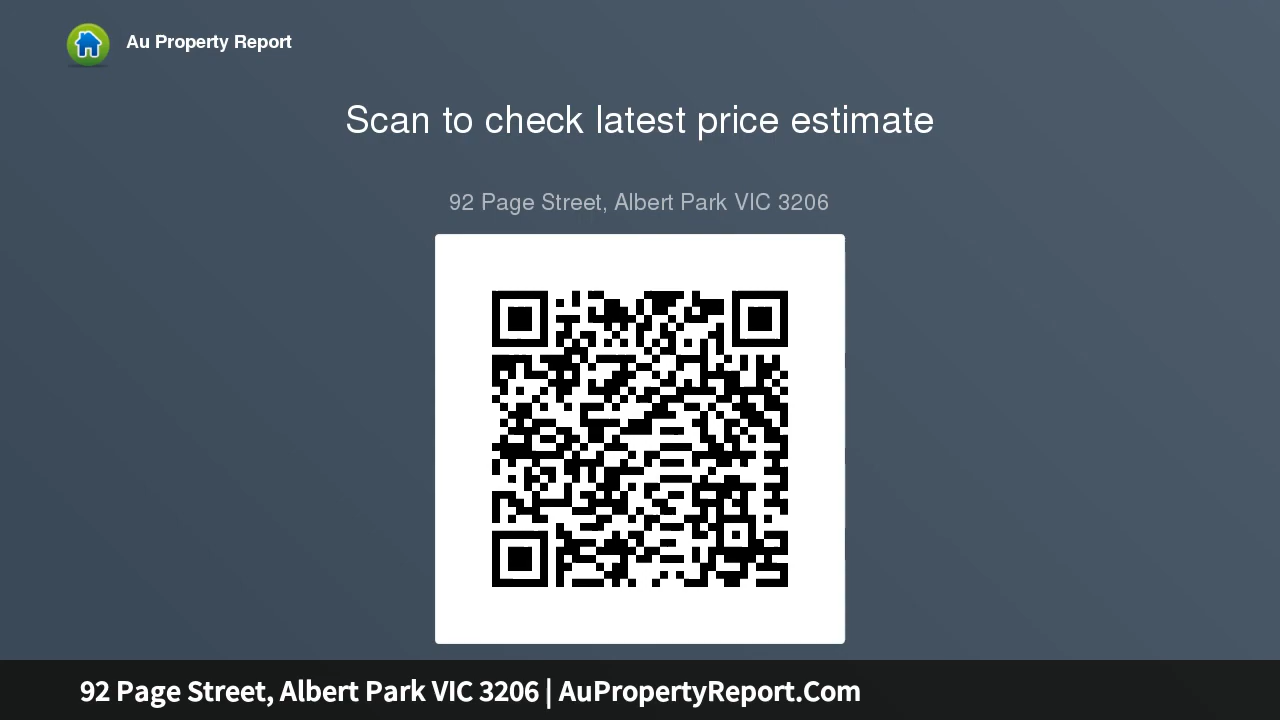 Au Property Report
Scan to check latest price estimate
92 Page Street, Albert Park VIC 3206
92 Page Street, Albert Park VIC 3206 | AuPropertyReport.Com